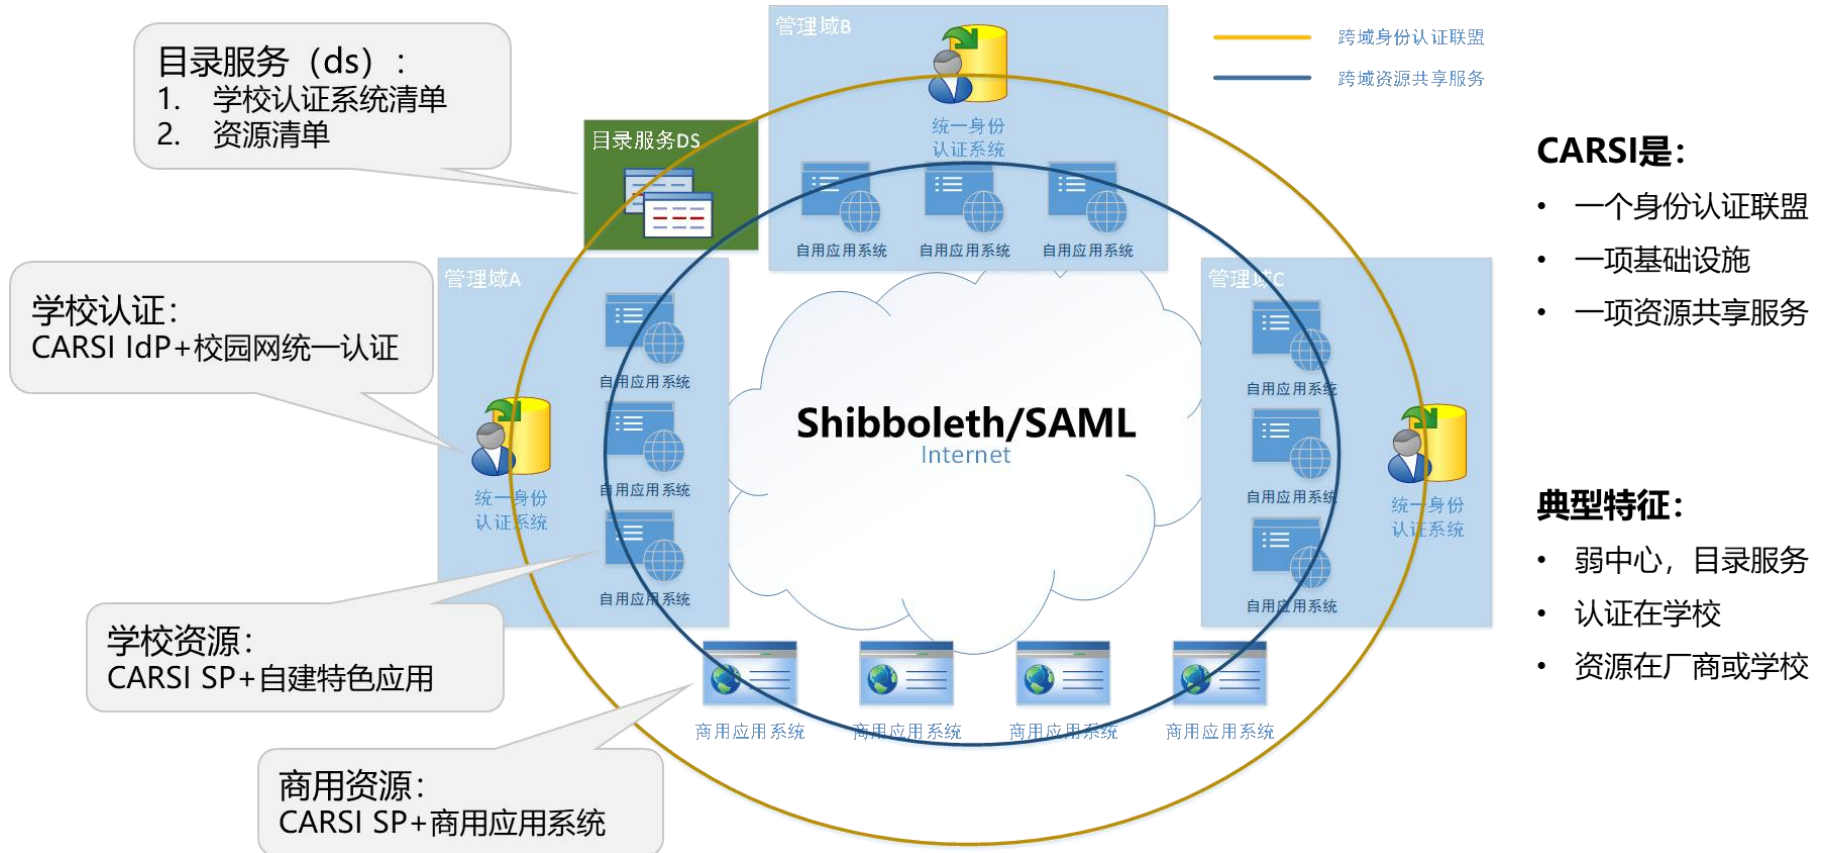 目录服务（ds）:
1. 学校认证系统清单
2. 资源清单
管理域B
跨域身份认证联盟
跨域资源共享服务
统一身份
认证系统
自用应用系统
自用应用系统
自用应用系统
目录服务DS
CARSI是:
• 一个身份认证联盟
• 一项基础设施
• 一项资源共享服务
学校认证:
CARSI IdP+校园网统一认证
管理域A
自用应用系统
自用应用系统
自用应用系统
统一身份
认证系统
Shibboleth/SAML
Internet
管理域C
自用应用系统
自用应用系统
自用应用系统
统一身份
认证系统
典型特征:
• 弱中心，目录服务
• 认证在学校
• 资源在厂商或学校
学校资源:
CARSI SP+自建特色应用
商用应用系统
商用应用系统
商用应用系统
商用应用系统
商用资源:
CARSI SP+商用应用系统